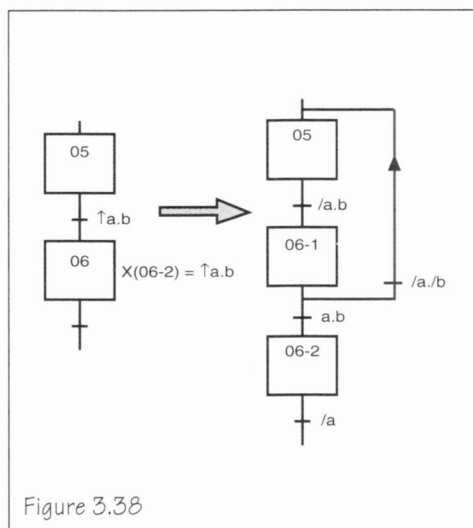 05
↑a.b
06
X(06-2) = ↑a.b
05
/a.b
06-1
/a./b
a.b
06-2
/a
Figure 3.38